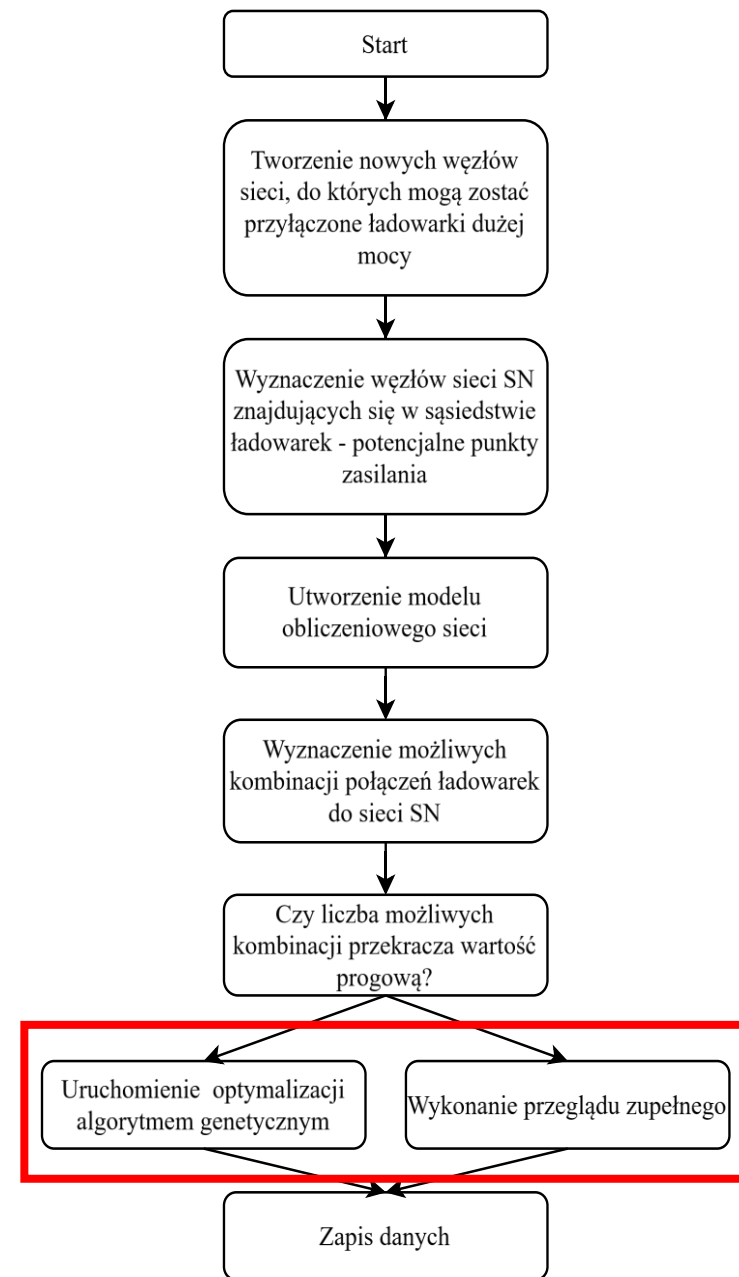 Start
Tworzenie nowych węzłów
sieci, do których mogą zostać
przyłączone ładowarki dużej
mocy
Wyznaczenie węzłów sieci SN
znajdujących się w sąsiedstwie
ładowarek - potencjalne punkty
zasilania
Utworzenie modelu
obliczeniowego sieci
Wyznaczenie możliwych
kombinacji połączeń ładowarek
do sieci SN
Czy liczba możliwych
kombinacji przekracza wartość
progową?
Uruchomienie optymalizacji
algorytmem genetycznym
Wykonanie przeglądu zupełnego
Zapis danych